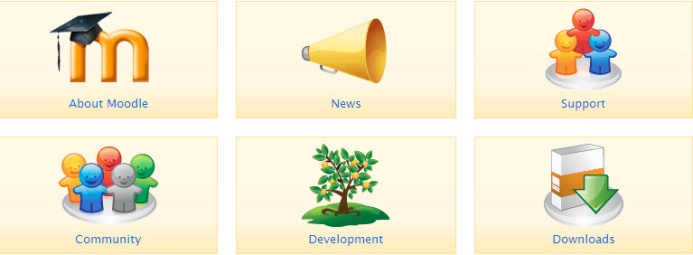 m
About Moodle
News
Support
Community
Development
Downloads